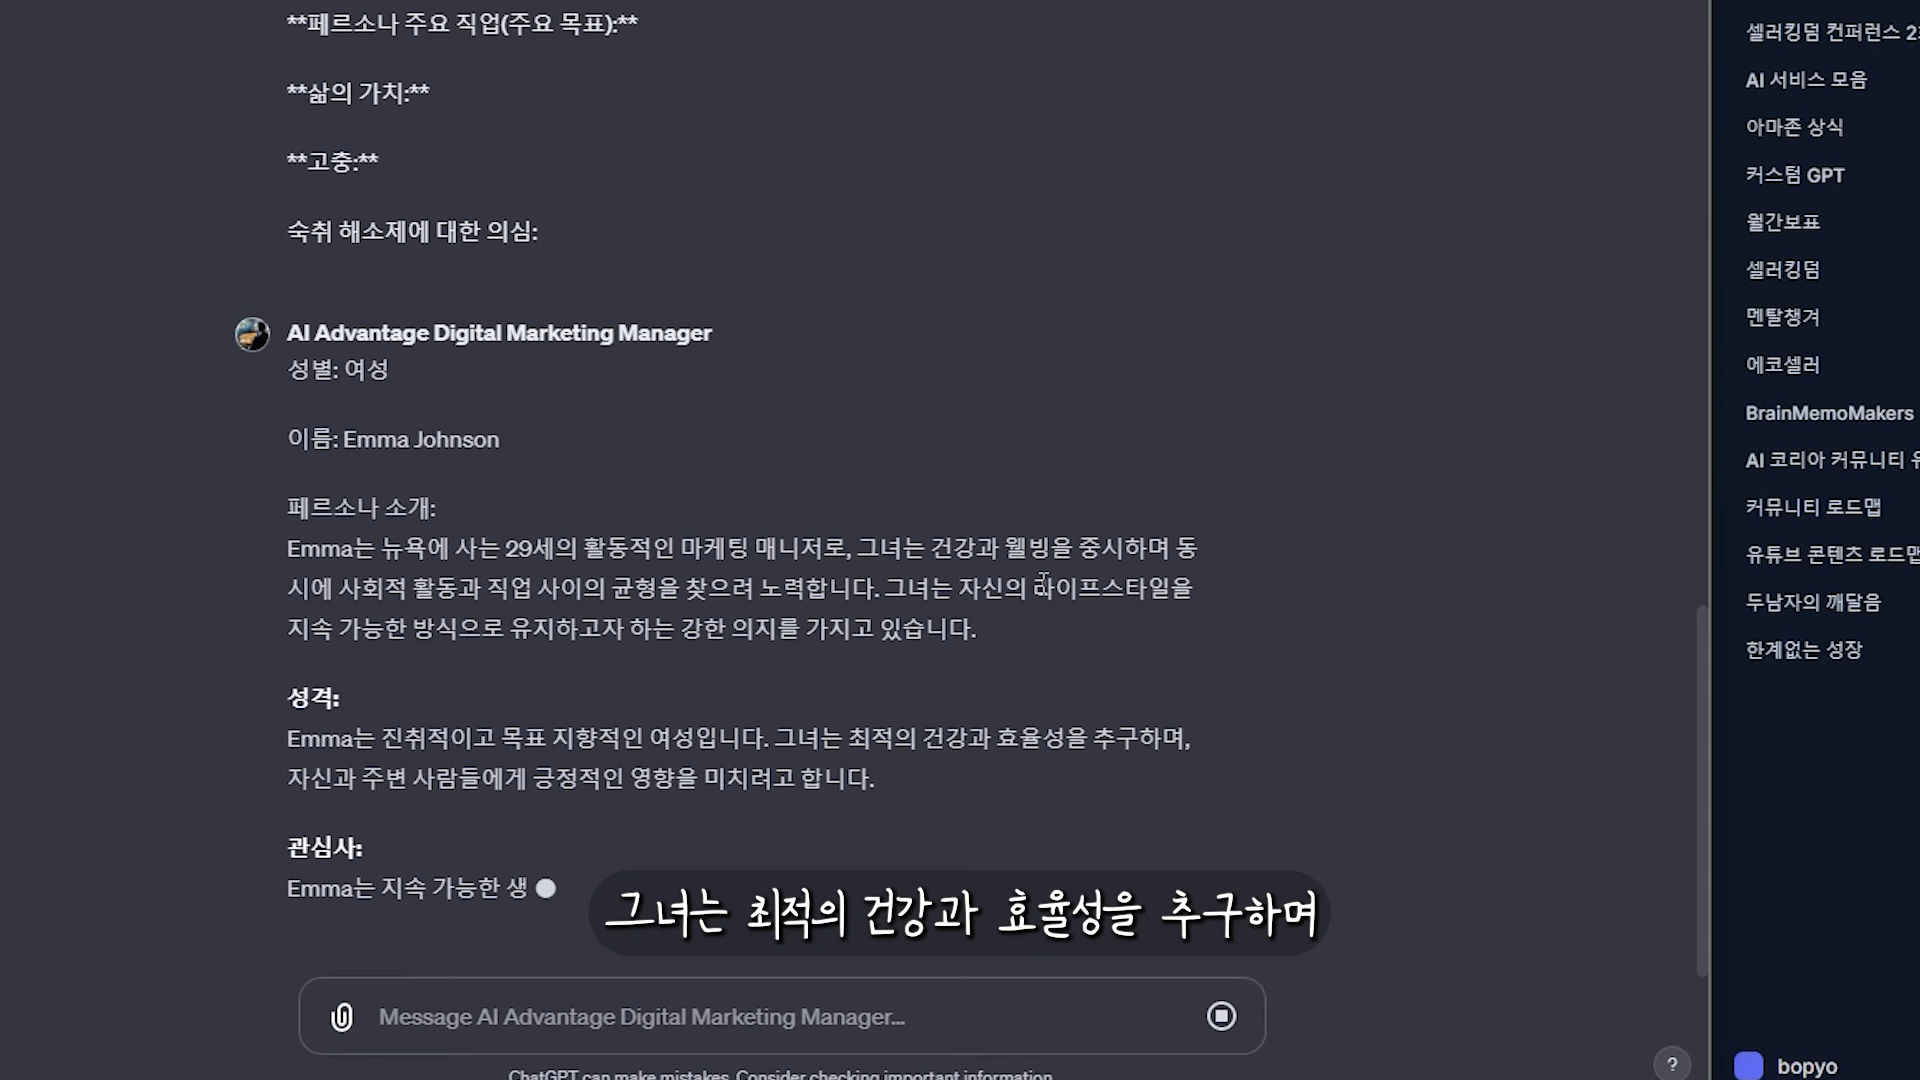 **페르소나 주요 직업(주요 목표):**
**삶의 가치:**
**고충:**
숙취 해소제에 대한 의심:
AI Advantage Digital Marketing Manager
성별: 여성
이름: Emma Johnson
페르소나 소개:
Emma는 뉴욕에 사는 29세의 활동적인 마케팅 매니저로, 그녀는 건강과 웰빙을 중시하며 동
시에 사회적 활동과 직업 사이의 균형을 찾으려 노력합니다. 그녀는 자신의 라이프스타일을
지속 가능한 방식으로 유지하고자 하는 강한 의지를 가지고 있습니다.
성격:
Emma는 진취적이고 목표 지향적인 여성입니다. 그녀는 최적의 건강과 효율성을 추구하며,
자신과 주변 사람들에게 긍정적인 영향을 미치려고 합니다.
관심사:
Emma는 지속 가능한 생
그녀는 최적의 건강과 효율성을 추구하며
Message AI Advantage Digital Marketing Manager...
ChatGPT can make mistakes. Consider checking important information.
?
셀러킹덤 컨퍼런스
AI 서비스 모음
아마존 상식
커스텀 GPT
월간보표
셀러킹덤
멘탈챙겨
에코셀러
BrainMemoMakers
AI 코리아 커뮤니티
커뮤니티 로드맵
유튜브 콘텐츠 로드맵
두남자의 깨달음
한계없는 성장
bopyo